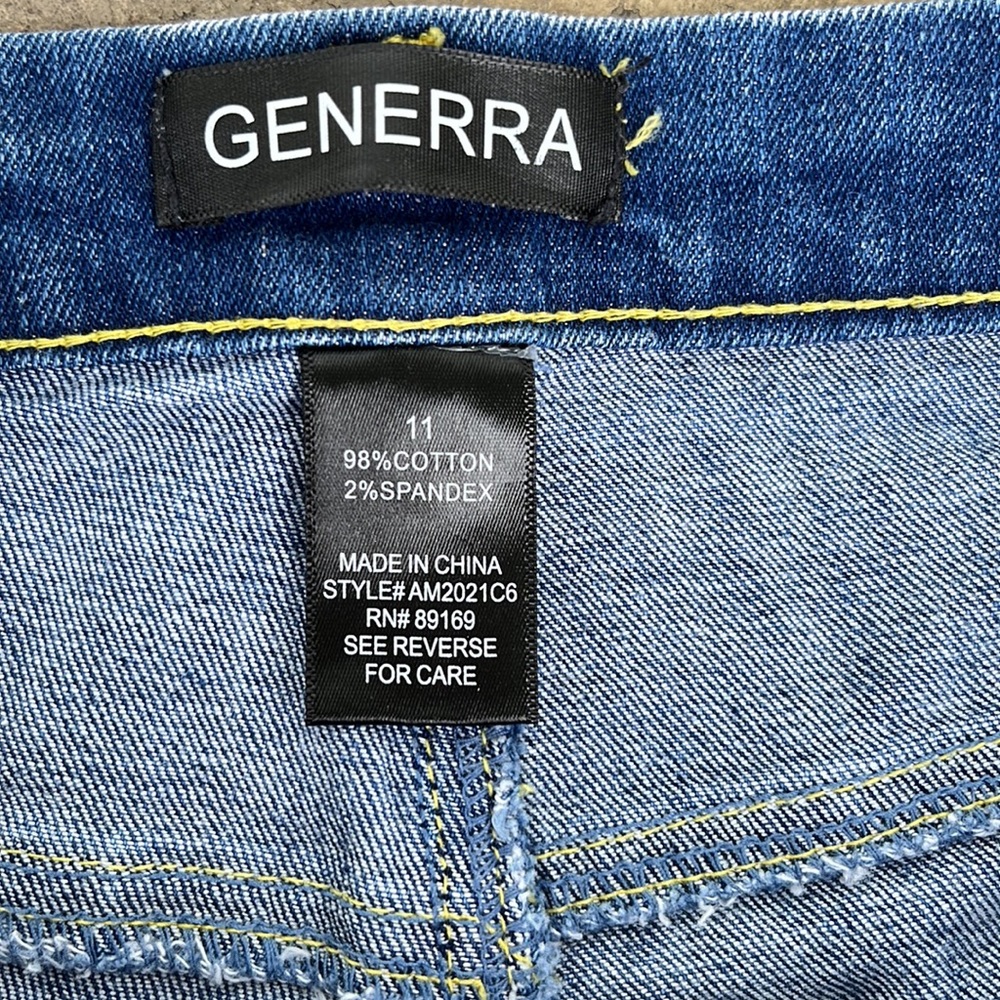 GENERRA
11
98%COTTON
2%SPANDEX
MADE IN CHINA
STYLE# AM2021C6
RN# 89169
SEE REVERSE
FOR CARE